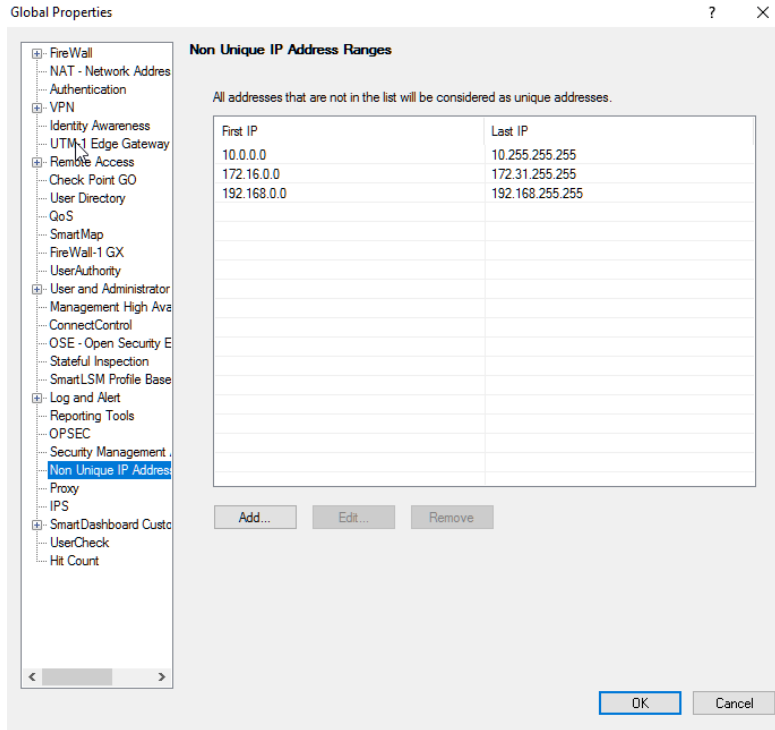 Global Properties ? ×
FireWall
NAT - Network Addres
Authentication
VPN
Identity Awareness
UTM-1 Edge Gateway
Remote Access
Check Point GO
User Directory
QoS
SmartMap
FireWall-1 GX
UserAuthority
User and Administrator
Management High Ava
ConnectControl
OSE - Open Security E
Stateful Inspection
SmartLSM Profile Base
Log and Alert
Reporting Tools
OPSEC
Security Management
Non Unique IP Address
Proxy
IPS
SmartDashboard Custo
UserCheck
Hit Count
Non Unique IP Address Ranges
All addresses that are not in the list will be considered as unique addresses.
First IP Last IP
10.0.0.0 10.255.255.255
172.16.0.0 172.31.255.255
192.168.0.0 192.168.255.255
Add... Edit... Remove
OK Cancel